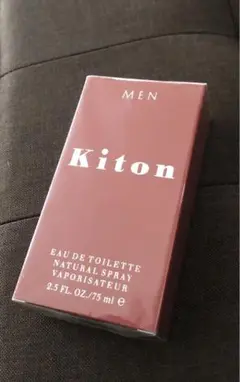 MEN
Kiton
EAU DE TOILETTE
NATURAL SPRAY
VAPORISATEUR
2.5 FL. OZ./75 ml ℮